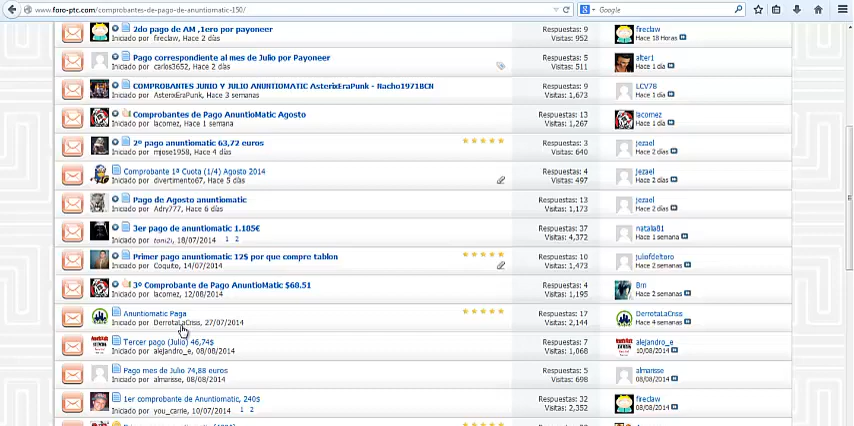 www.foro-ptc.com/comprobantes-de-pago-de-anuntiomatic-150/
Google
2do pago de AM ,1ero por payoneer
Iniciado por fireclaw, Hace 2 días
Respuestas: 9
Visitas: 952
fireclaw
Hace 18 Horas
Pago correspondiente al mes de Julio por Payoneer
Iniciado por carlos3652, Hace 2 días
Respuestas: 5
Visitas: 511
alter1
Hace 1 día
COMPROBANTES JUNIO Y JULIO ANUNTIOMATIC AsterixEraPunk - Nacho1971BCN
Iniciado por AsterixEraPunk, Hace 3 semanas
Respuestas: 9
Visitas: 1,673
LCV78
Hace 1 día
Comprobantes de Pago AnuntioMatic Agosto
Iniciado por lacomez, Hace 1 semana
Respuestas: 13
Visitas: 1,267
lacomez
Hace 2 días
2º pago anuntiomatic 63,72 euros
Iniciado por mjose1958, Hace 4 días
Respuestas: 3
Visitas: 640
jezael
Hace 2 días
Comprobante 1ª Cuota (1/4) Agosto 2014
Iniciado por divertimento67, Hace 5 días
Respuestas: 4
Visitas: 497
jezael
Hace 2 días
Pago de Agosto anuntiomatic
Iniciado por Adry777, Hace 6 días
Respuestas: 13
Visitas: 1,173
jezael
Hace 2 días
3er pago de anuntiomatic 1.185€
Iniciado por toni2i, 18/07/2014 1 2
Respuestas: 37
Visitas: 4,372
natalia81
Hace 1 semana
Primer pago anuntiomatic 12$ por que compre tablon
Iniciado por Coquito, 14/07/2014
Respuestas: 10
Visitas: 1,473
juliofdeltoro
Hace 2 semanas
3º Comprobante de Pago AnuntioMatic $68.51
Iniciado por lacomez, 12/08/2014
Respuestas: 4
Visitas: 1,195
Brn
Hace 2 semanas
Anuntiomatic Paga
Iniciado por DerrotaLaCrisis, 27/07/2014
Respuestas: 17
Visitas: 2,144
DerrotaLaCrisis
Hace 4 semanas
Tercer pago (Julio) 46,74$
Iniciado por alejandro_e, 08/08/2014
Respuestas: 7
Visitas: 1,068
alejandro_e
10/08/2014
Pago mes de Julio 74,88 euros
Iniciado por almarisse, 08/08/2014
Respuestas: 5
Visitas: 698
almarisse
08/08/2014
1er comprobante de Anuntiomatic, 240$
Iniciado por you_carrie, 10/07/2014 1 2
Respuestas: 32
Visitas: 2,352
fireclaw
08/08/2014